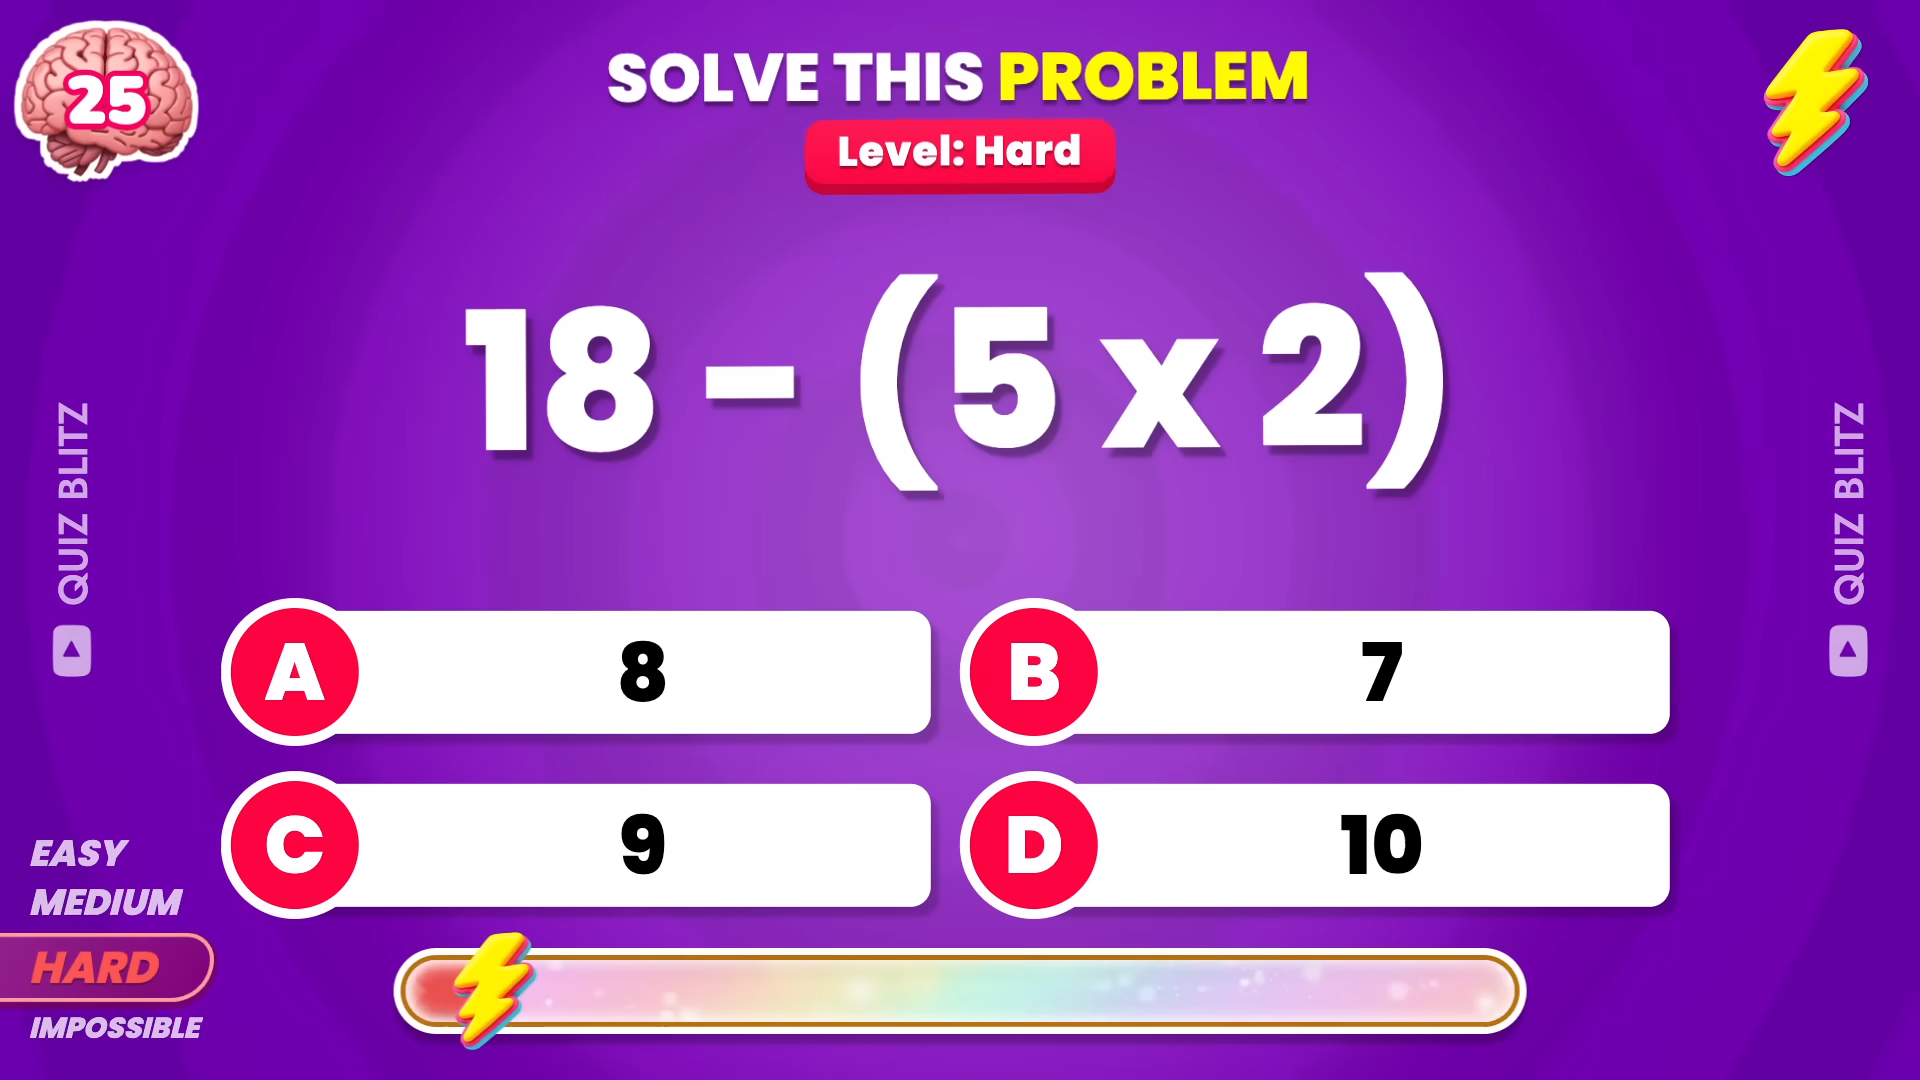 25
SOLVE THIS PROBLEM
Level: Hard
18 - (5 x 2)
QUIZ BLITZ
QUIZ BLITZ
A 8
B 7
C 9
D 10
EASY
MEDIUM
HARD
IMPOSSIBLE